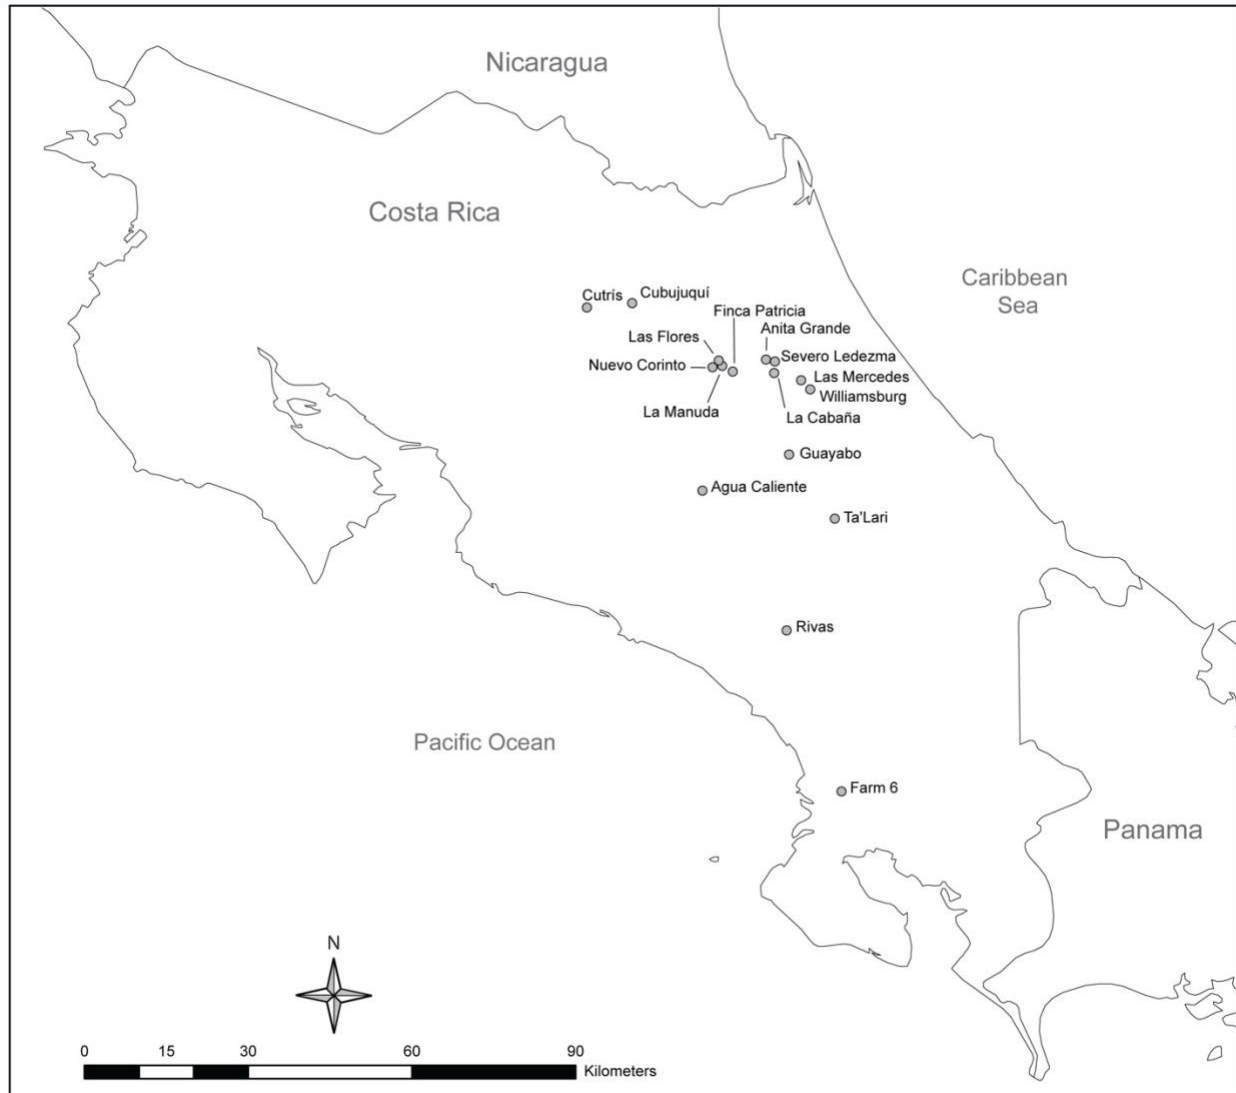 Nicaragua
Costa Rica
Caribbean
Sea
Cutrís
Cubujuquí
Finca Patricia
Anita Grande
Las Flores
Severo Ledezma
Nuevo Corinto
Las Mercedes
Williamsburg
La Manuda
La Cabaña
Guayabo
Agua Caliente
Ta'Lari
Rivas
Pacific Ocean
Farm 6
Panama
N
0 15 30 60 90
Kilometers